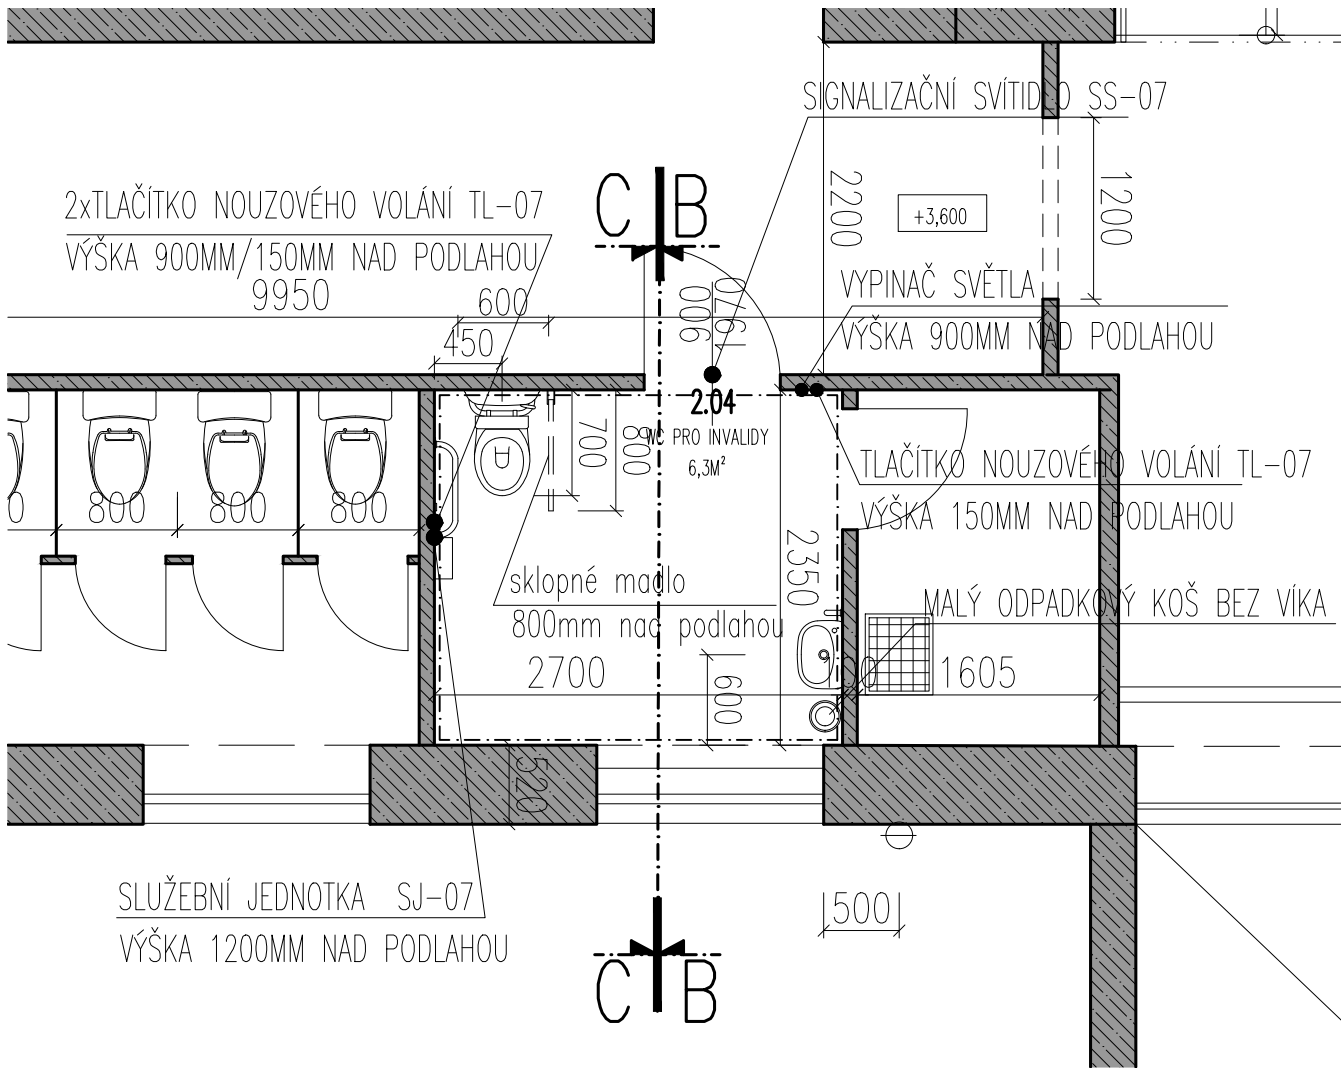 SIGNALIZAČNÍ SVÍTIDLO SS-07
2xTLAČÍTKO NOUZOVÉHO VOLÁNÍ TL-07
VÝŠKA 900MM/150MM NAD PODLAHOU
C B
2200
+3,600
1200
9950
600
450
900
1970
VYPINAČ SVĚTLA
VÝŠKA 900MM NAD PODLAHOU
2.04
WC PRO INVALIDY
6,3M²
700
800
TLAČÍTKO NOUZOVÉHO VOLÁNÍ TL-07
VÝŠKA 150MM NAD PODLAHOU
800
800
800
2350
sklopné madlo
800mm nad podlahou
MALÝ ODPADKOVÝ KOŠ BEZ VÍKA
2700
600
1605
520
SLUŽEBNÍ JEDNOTKA SJ-07
VÝŠKA 1200MM NAD PODLAHOU
500
C B